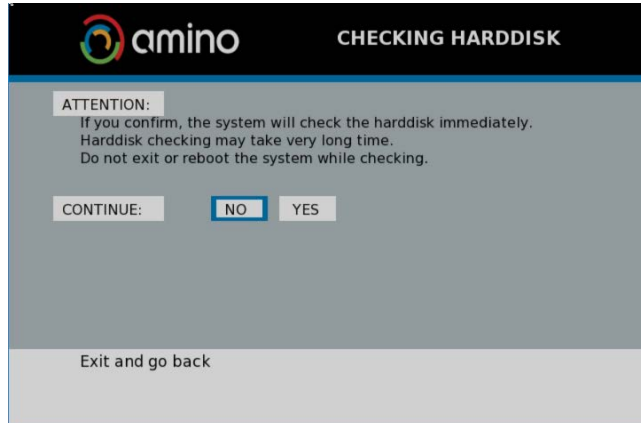 amino
CHECKING HARDDISK
ATTENTION:
If you confirm, the system will check the harddisk immediately.
Harddisk checking may take very long time.
Do not exit or reboot the system while checking.
CONTINUE: NO YES
Exit and go back